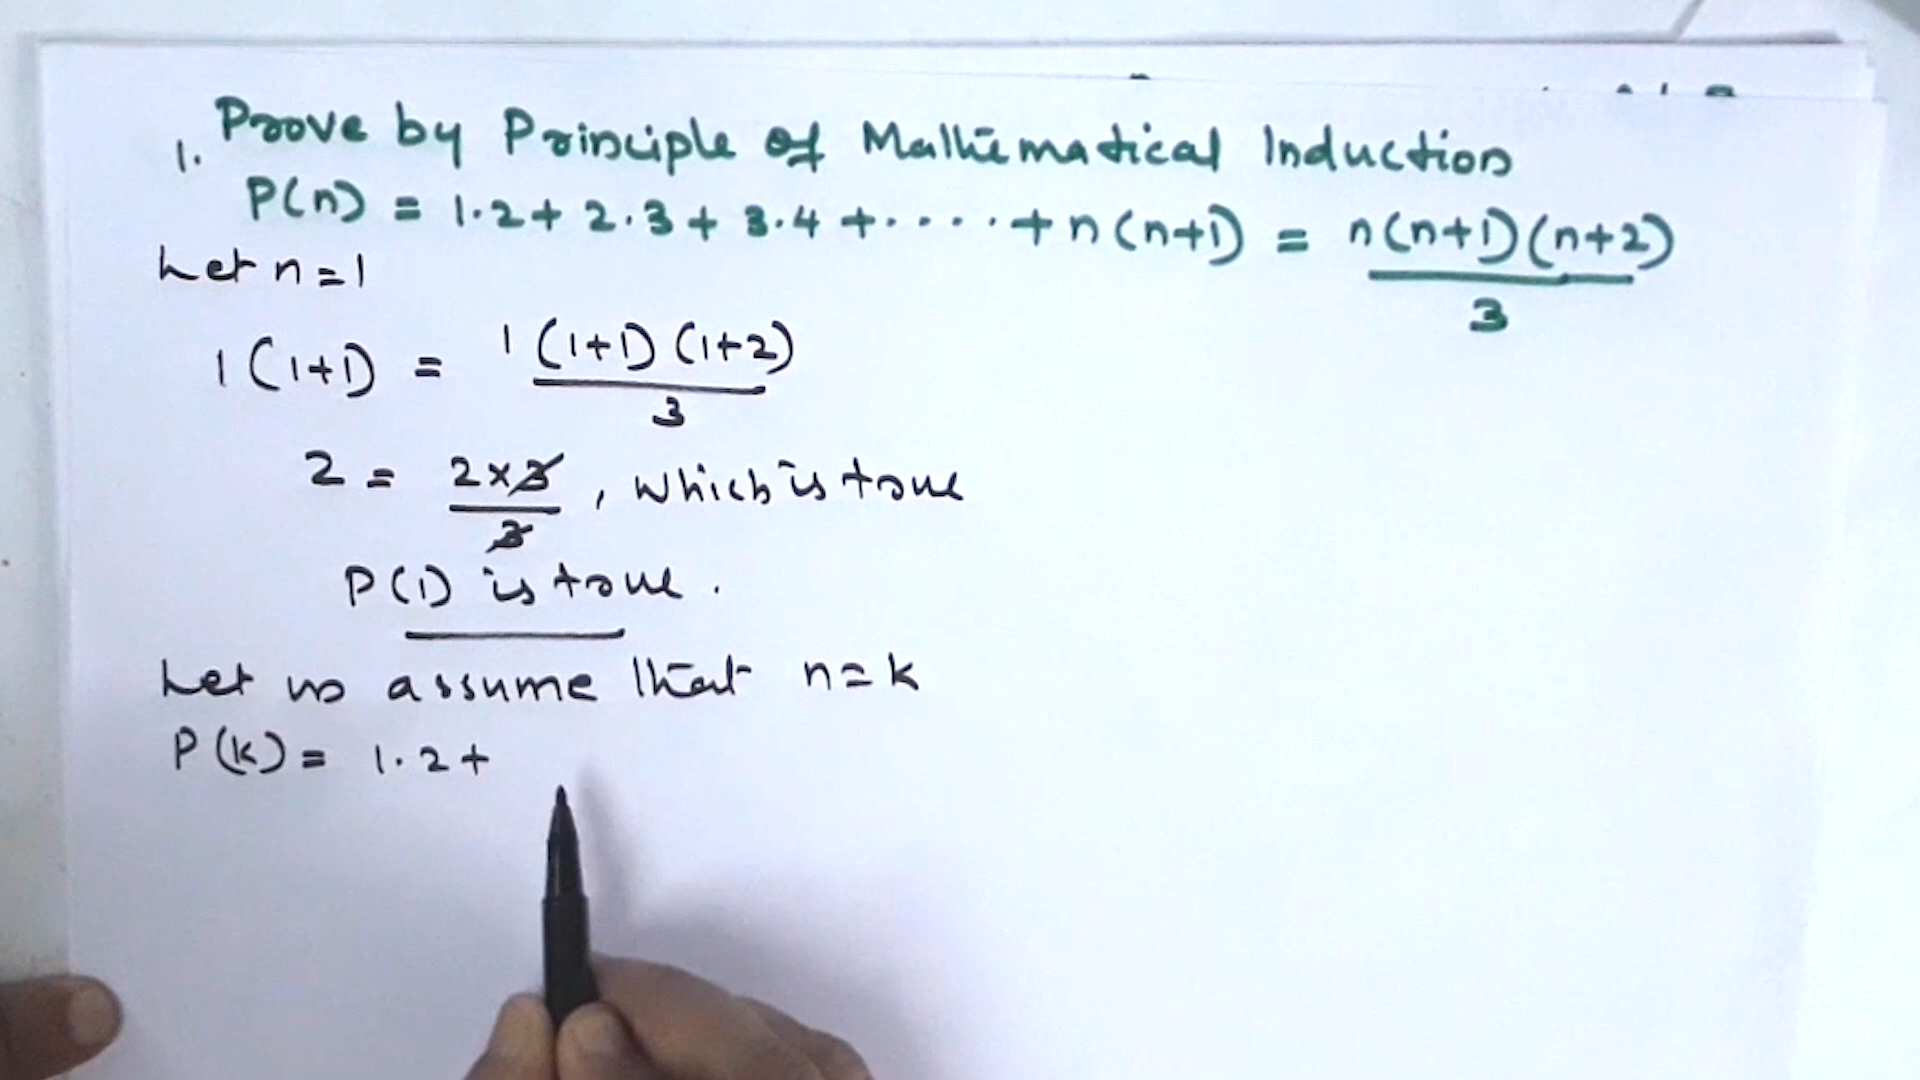 1. Prove by Principle of Mathematical Induction
P(n) = 1.2 + 2.3 + 3.4 + ..... + n(n+1) = n(n+1)(n+2) / 3
Let n = 1
1(1+1) = 1(1+1)(1+2) / 3
2 = 2×3 / 3 , which is true
P(1) is true.
Let us assume that n = k
P(k) = 1.2 +